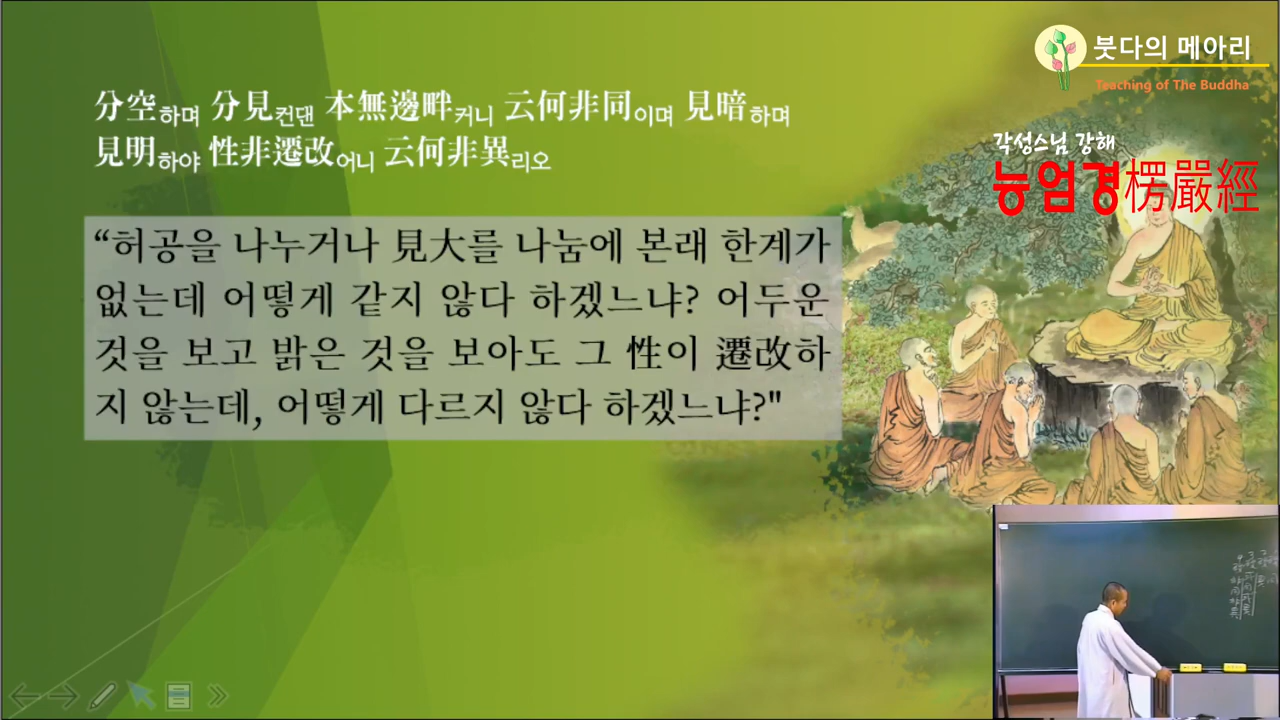 붓다의 메아리
Teaching of The Buddha
각성스님 강해
능엄경楞嚴經
分空하며 分見컨댄 本無邊畔커니 云何非同이며 見暗하며
見明하야 性非遷改어니 云何非異리오
“허공을 나누거나 見大를 나눔에 본래 한계가
없는데 어떻게 같지 않다 하겠느냐? 어두운
것을 보고 밝은 것을 보아도 그 性이 遷改하
지 않는데, 어떻게 다르지 않다 하겠느냐?"